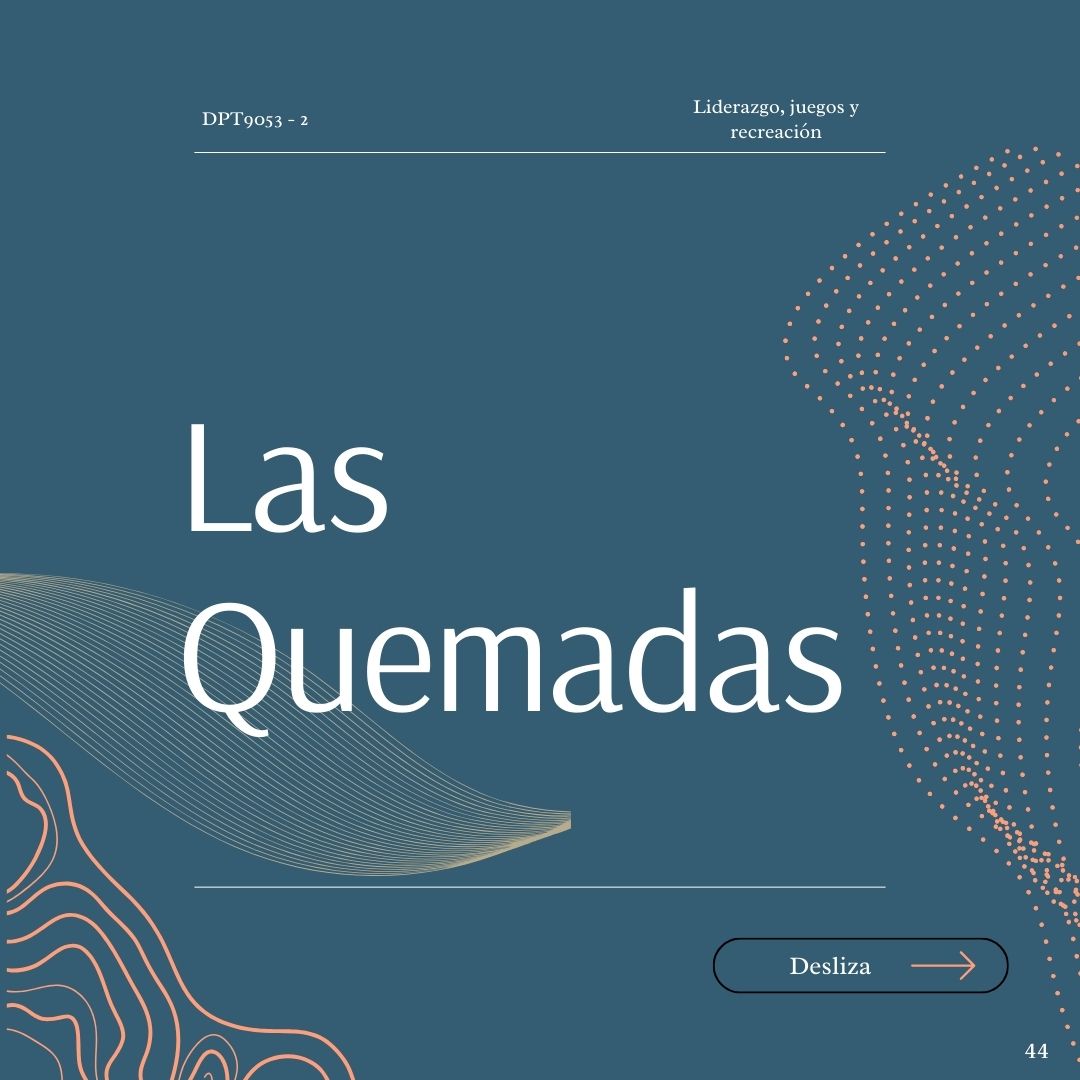 DPT9053 - 2
Liderazgo, juegos y
recreación
Las
Quemadas
Desliza
44